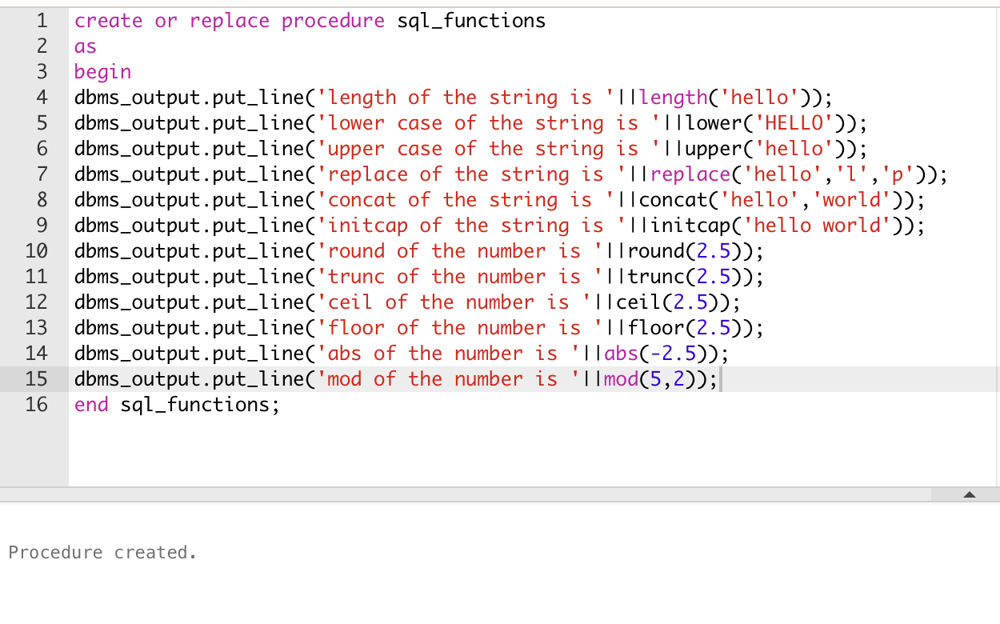 1 create or replace procedure sql_functions
2 as
3 begin
4 dbms_output.put_line('length of the string is '||length('hello'));
5 dbms_output.put_line('lower case of the string is '||lower('HELLO'));
6 dbms_output.put_line('upper case of the string is '||upper('hello'));
7 dbms_output.put_line('replace of the string is '||replace('hello','l','p'));
8 dbms_output.put_line('concat of the string is '||concat('hello','world'));
9 dbms_output.put_line('initcap of the string is '||initcap('hello world'));
10 dbms_output.put_line('round of the number is '||round(2.5));
11 dbms_output.put_line('trunc of the number is '||trunc(2.5));
12 dbms_output.put_line('ceil of the number is '||ceil(2.5));
13 dbms_output.put_line('floor of the number is '||floor(2.5));
14 dbms_output.put_line('abs of the number is '||abs(-2.5));
15 dbms_output.put_line('mod of the number is '||mod(5,2));
16 end sql_functions;
Procedure created.